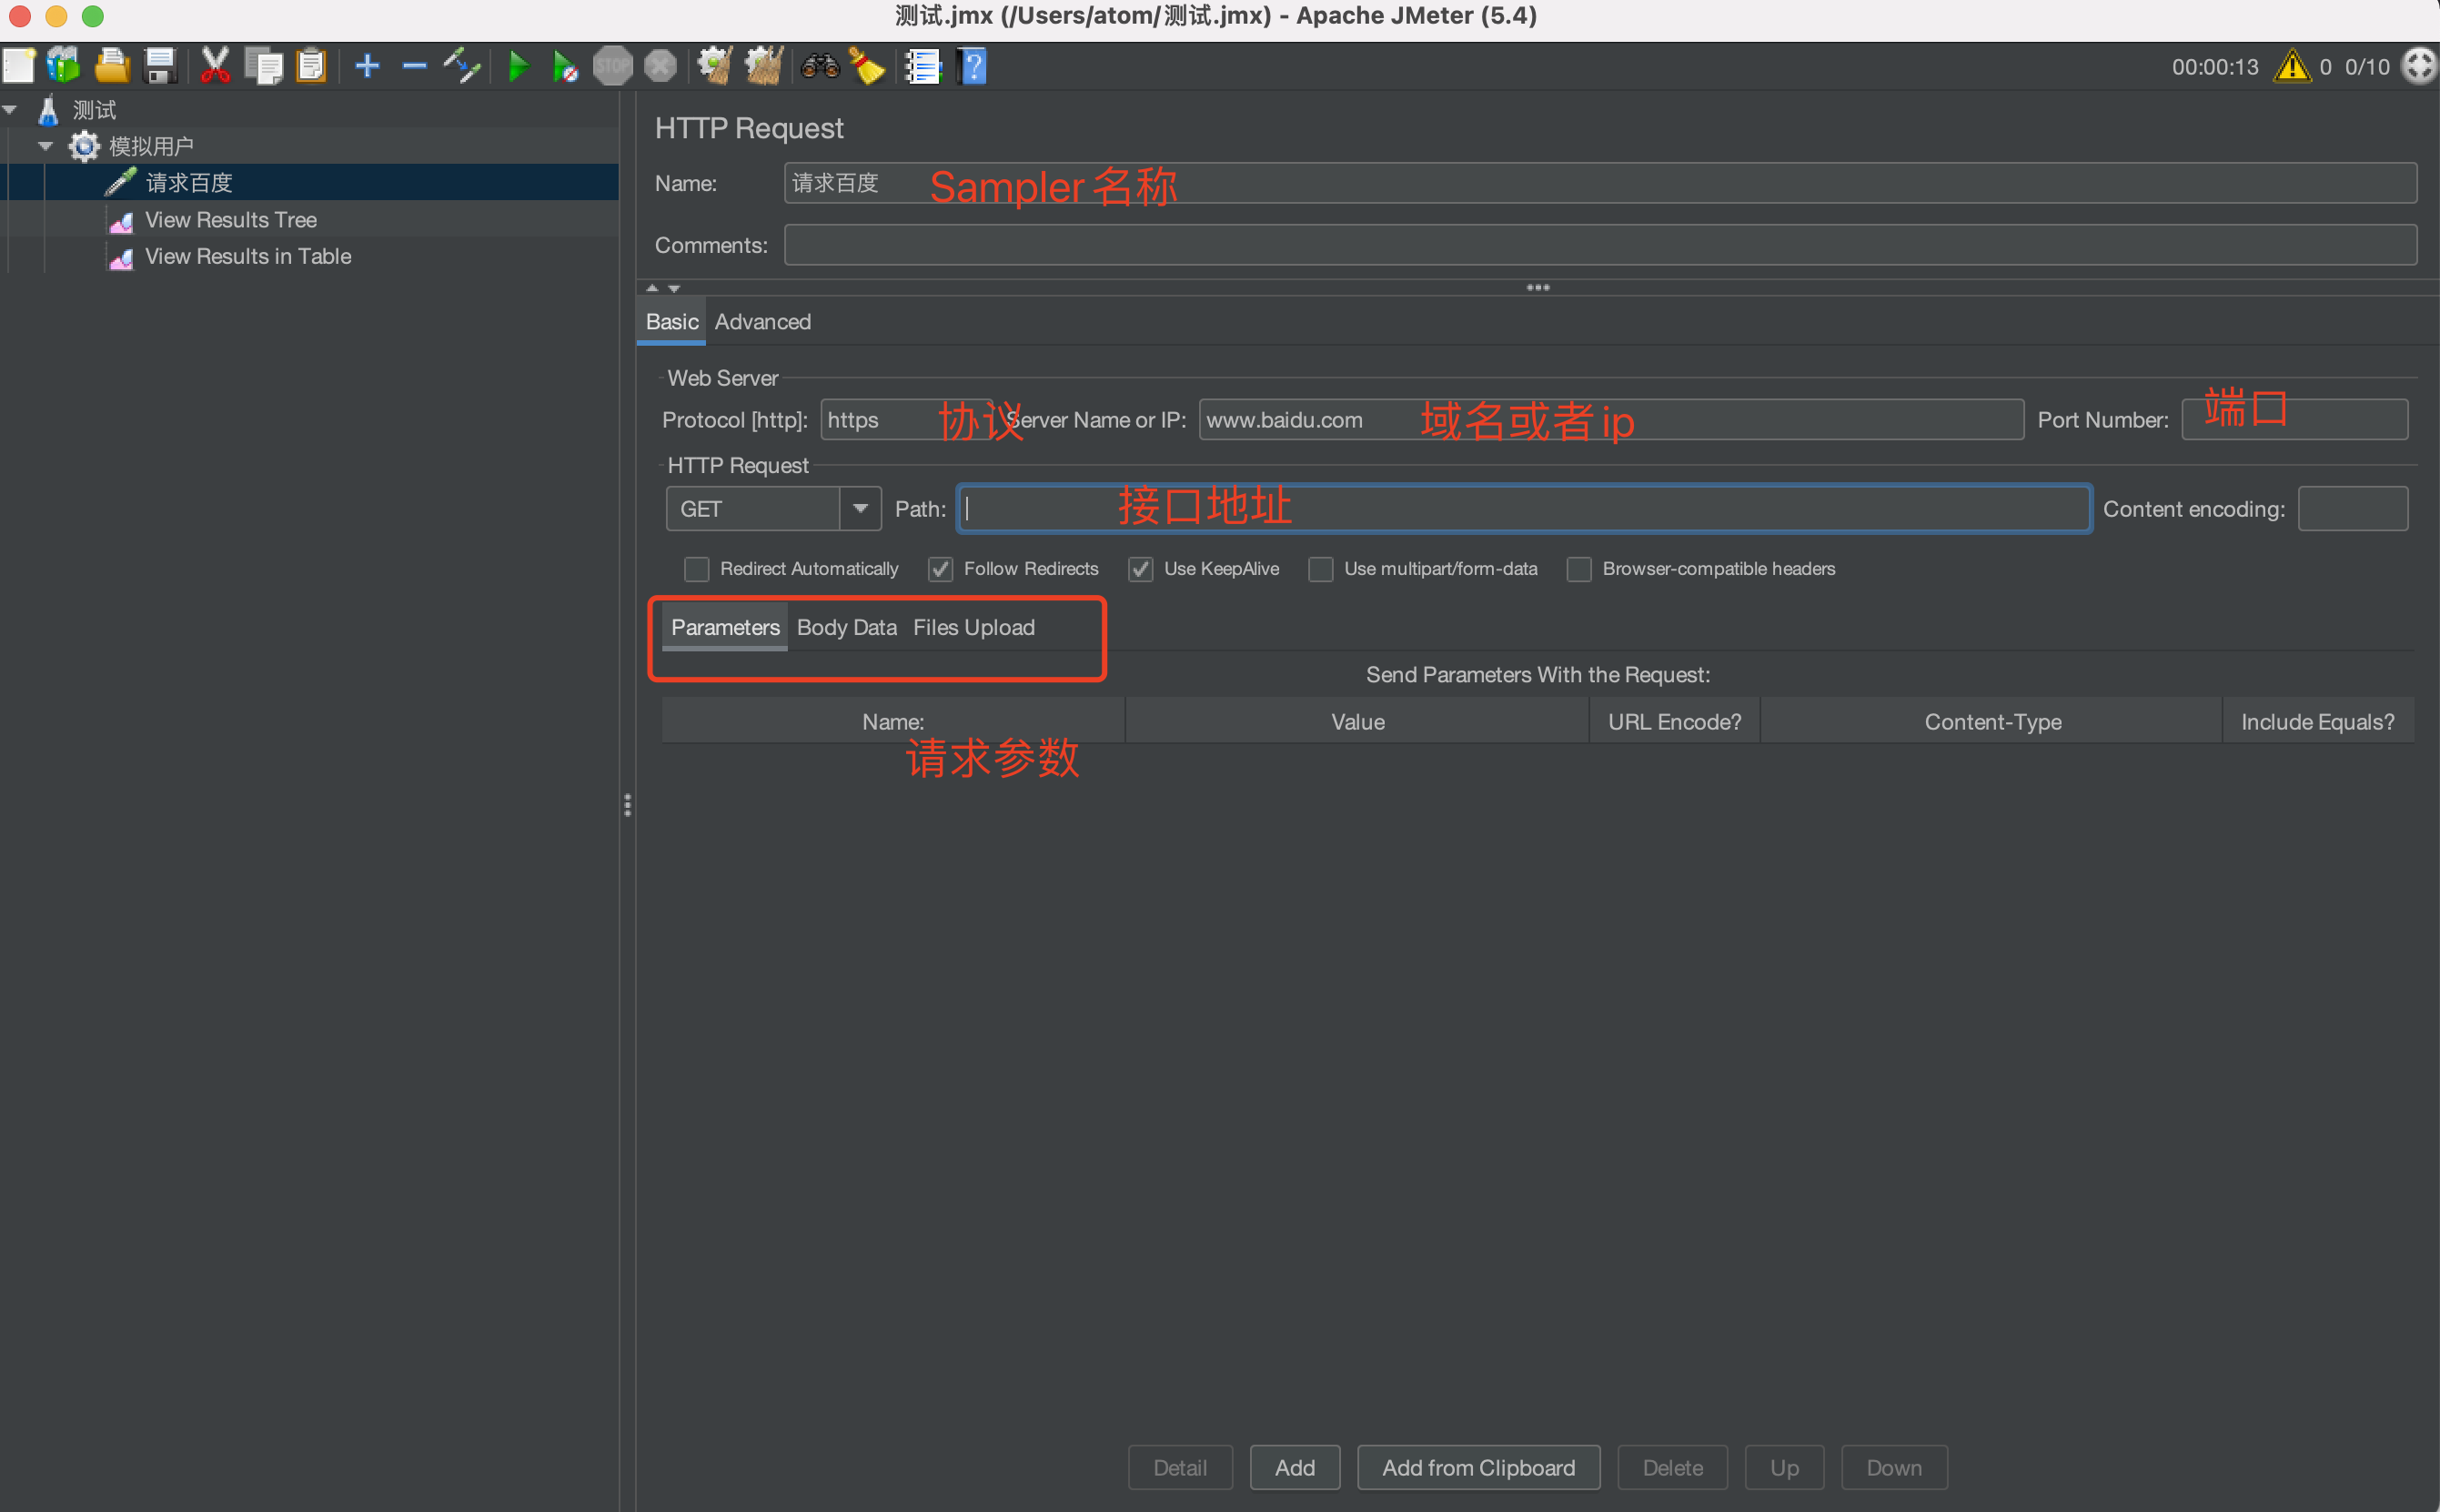 测试.jmx (/Users/atom/测试.jmx) - Apache JMeter (5.4)
STOP
00:00:13 0 0/10
测试
模拟用户
请求百度
View Results Tree
View Results in Table
HTTP Request
Name: 请求百度 Sampler 名称
Comments:
Basic Advanced
Web Server
Protocol [http]: https 协议 Server Name or IP: www.baidu.com 域名或者 ip Port Number: 端口
HTTP Request
GET Path: 接口地址 Content encoding:
Redirect Automatically Follow Redirects Use KeepAlive Use multipart/form-data Browser-compatible headers
Parameters Body Data Files Upload
Send Parameters With the Request:
Name: Value URL Encode? Content-Type Include Equals?
请求参数
Detail Add Add from Clipboard Delete Up Down